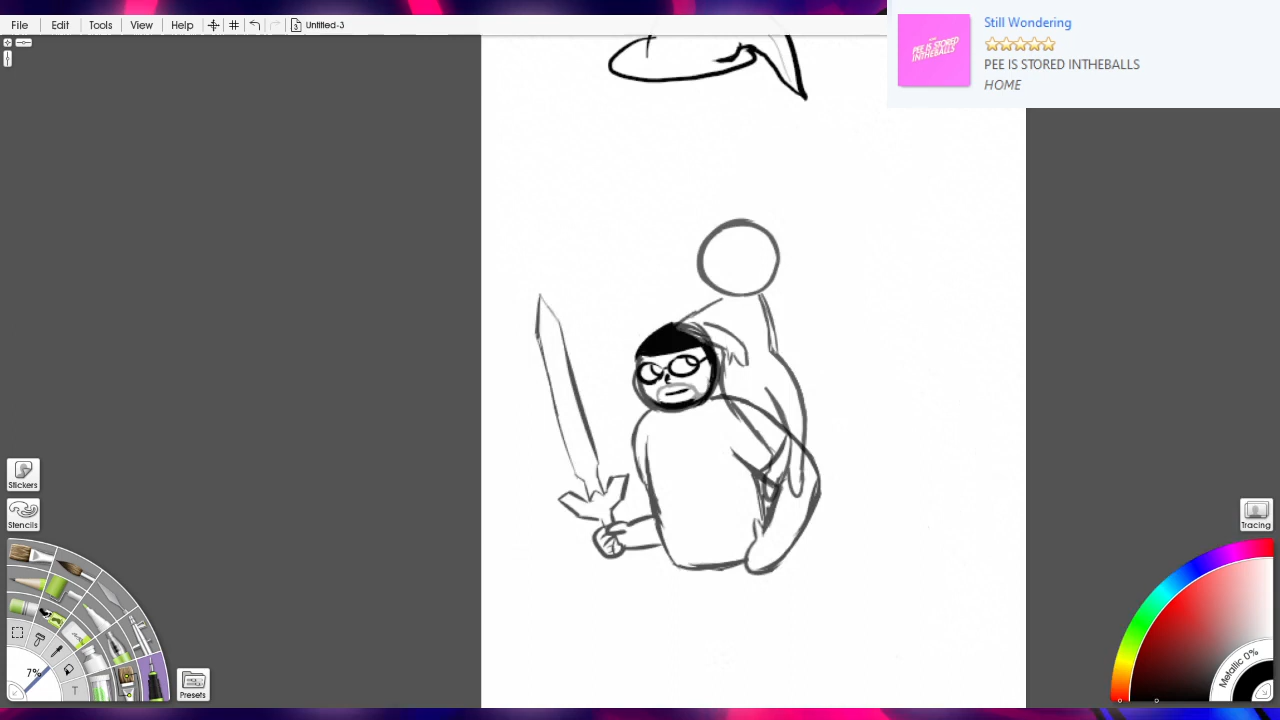 File Edit Tools View Help 3 Untitled-3
Still Wondering
PEE IS STORED
INTHEBALLS
PEE IS STORED INTHEBALLS
HOME
Stickers
Stencils
Tracing
7%
T
Metallic 0%
Presets